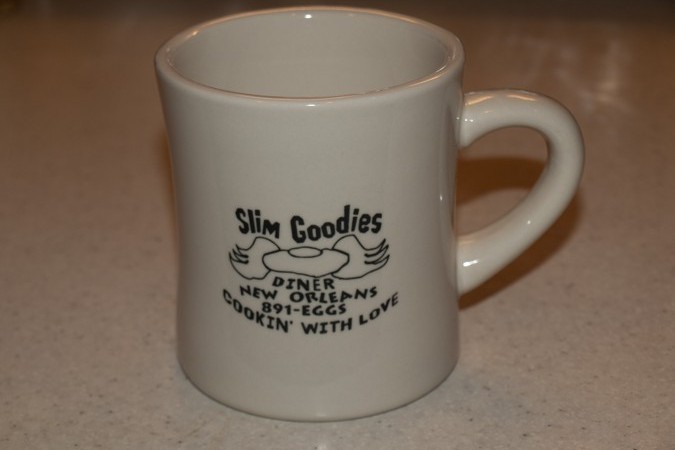 Slim Goodies
DINER
NEW ORLEANS
891-EGGS
COOKIN' WITH LOVE